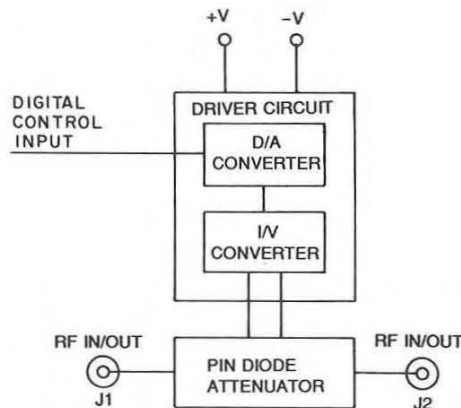 +V
–V
DIGITAL
CONTROL
INPUT
DRIVER CIRCUIT
D/A
CONVERTER
I/V
CONVERTER
RF IN/OUT
J1
PIN DIODE
ATTENUATOR
RF IN/OUT
J2